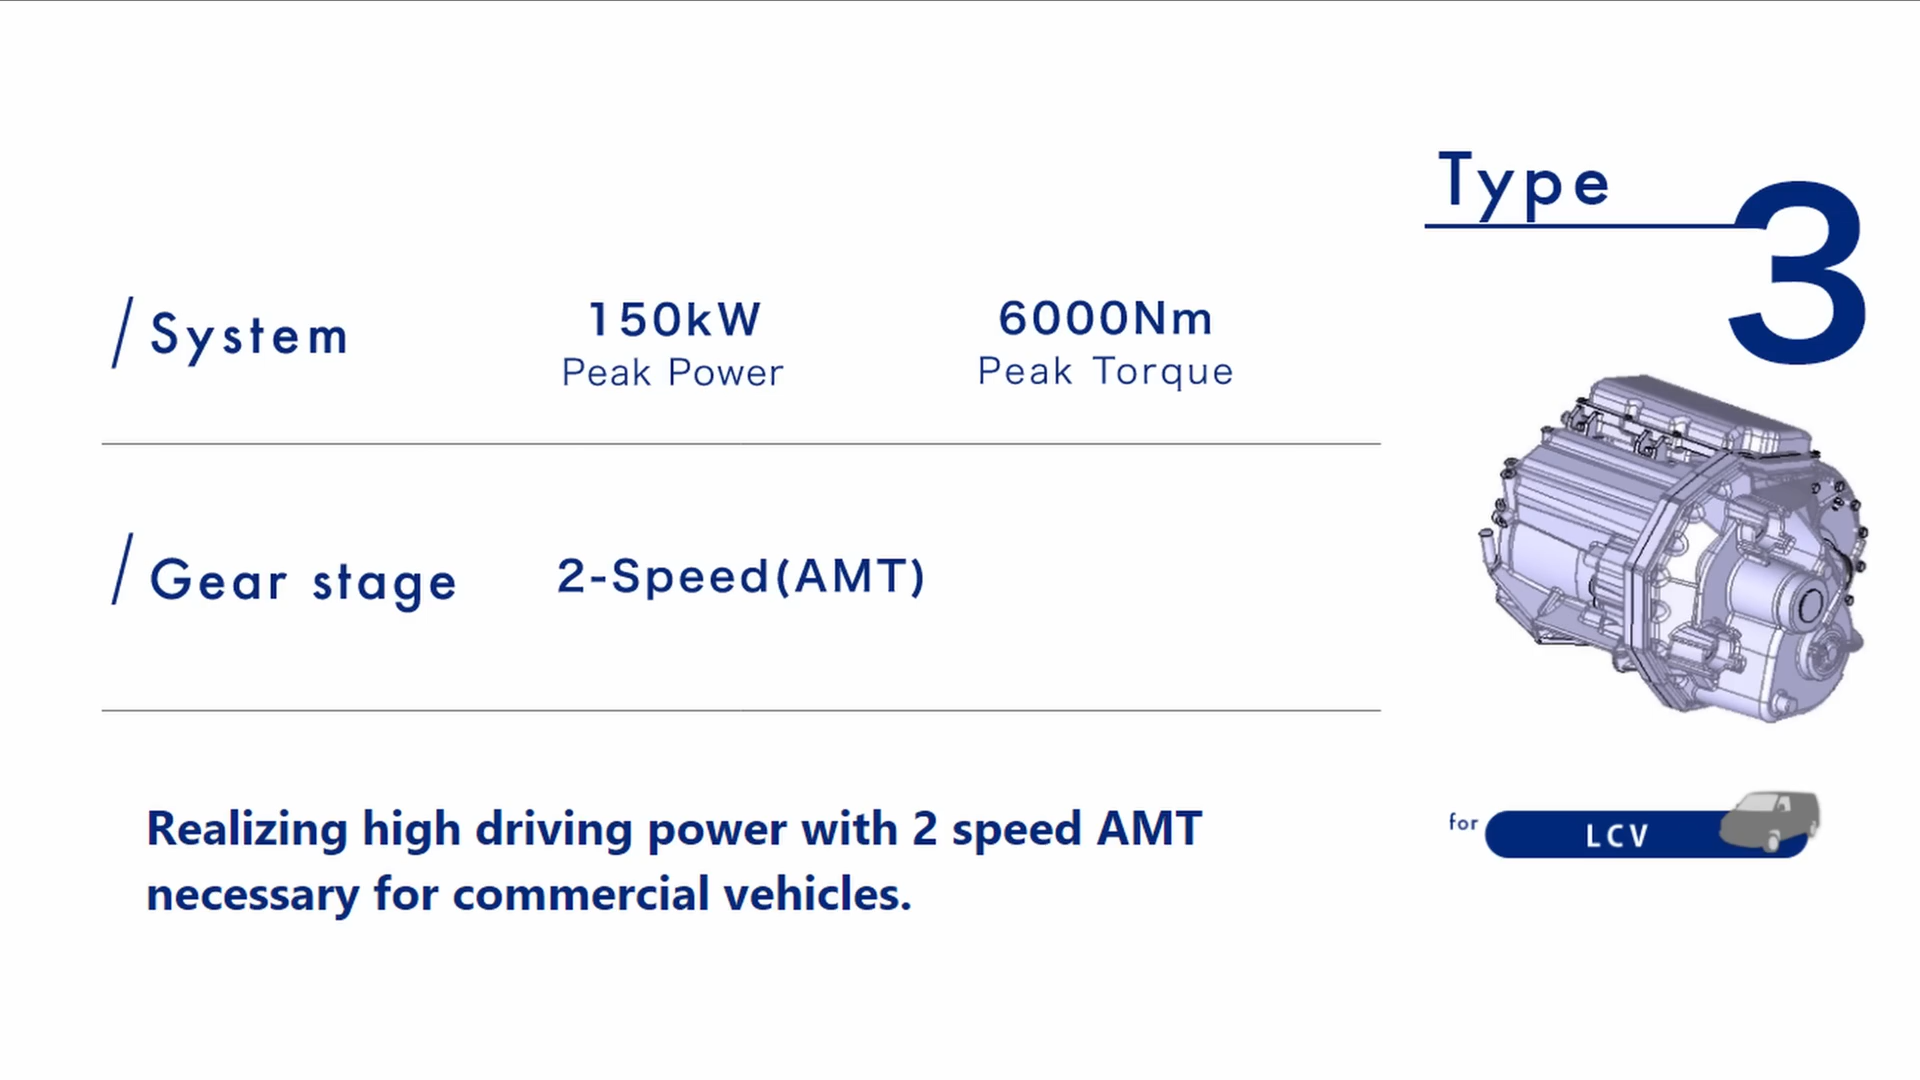 Type 3
/System
150kW
Peak Power
6000Nm
Peak Torque
/Gear stage
2-Speed(AMT)
Realizing high driving power with 2 speed AMT
necessary for commercial vehicles.
for LCV